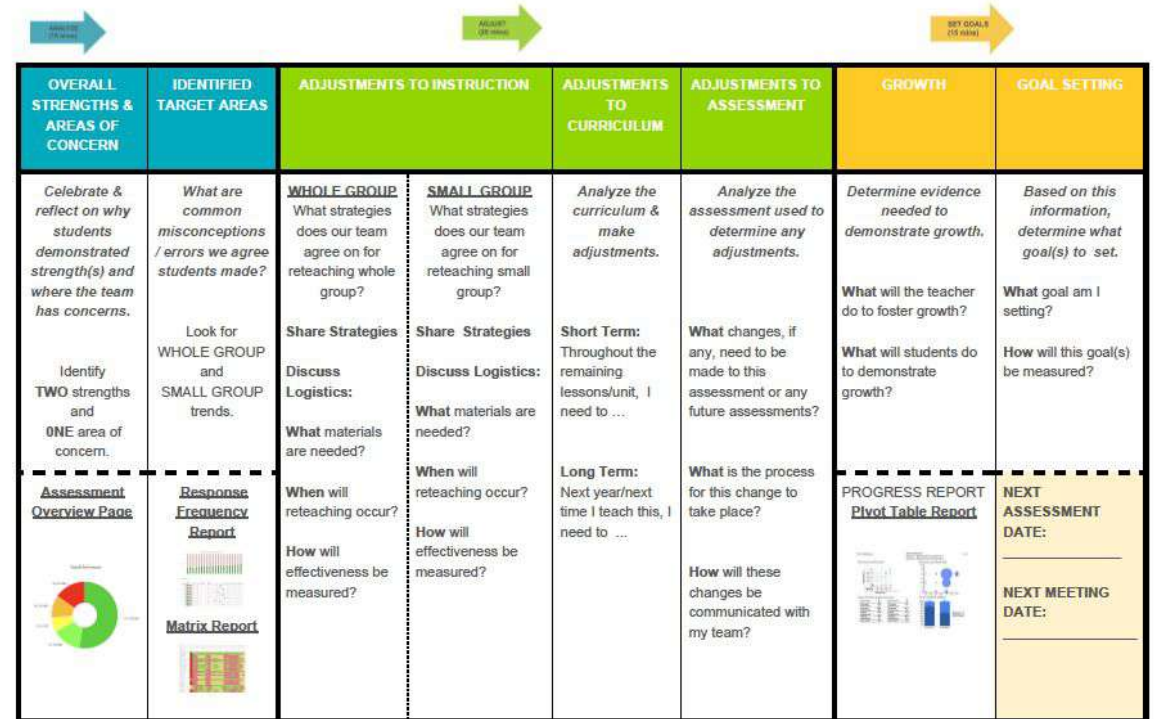 ANALYZE
(15 mins)
ADJUST
(20 mins)
SET GOALS
(15 mins)
OVERALL
STRENGTHS &
AREAS OF
CONCERN
IDENTIFIED
TARGET AREAS
ADJUSTMENTS TO INSTRUCTION
ADJUSTMENTS
TO
CURRICULUM
ADJUSTMENTS TO
ASSESSMENT
GROWTH
GOAL SETTING
Celebrate &
reflect on why
students
demonstrated
strength(s) and
where the team
has concerns.
Identify
TWO strengths
and
0NE area of
concern.
What are
common
misconceptions
/ errors we agree
students made?
Look for
WHOLE GROUP
and
SMALL GROUP
trends.
WHOLE GROUP
What strategies
does our team
agree on for
reteaching whole
group?
Share Strategies
Discuss
Logistics:
What materials
are needed?
When will
reteaching occur?
How will
effectiveness be
measured?
SMALL GROUP
What strategies
does our team
agree on for
reteaching small
group?
Share Strategies
Discuss Logistics:
What materials are
needed?
When will
reteaching occur?
How will
effectiveness be
measured?
Analyze the
curriculum &
make
adjustments.
Short Term:
Throughout the
remaining
lessons/unit, I
need to ...
Long Term:
Next year/next
time I teach this, I
need to ...
Analyze the
assessment used to
determine any
adjustments.
What changes, if
any, need to be
made to this
assessment or any
future assessments?
What is the process
for this change to
take place?
How will these
changes be
communicated with
my team?
Determine evidence
needed to
demonstrate growth.
What will the teacher
do to foster growth?
What will students do
to demonstrate
growth?
Based on this
information,
determine what
goal(s) to set.
What goal am I
setting?
How will this goal(s)
be measured?
Assessment
Overview Page
Response
Frequency
Report
Matrix Report
PROGRESS REPORT
PIvot Table Report
NEXT
ASSESSMENT
DATE:
NEXT MEETING
DATE: